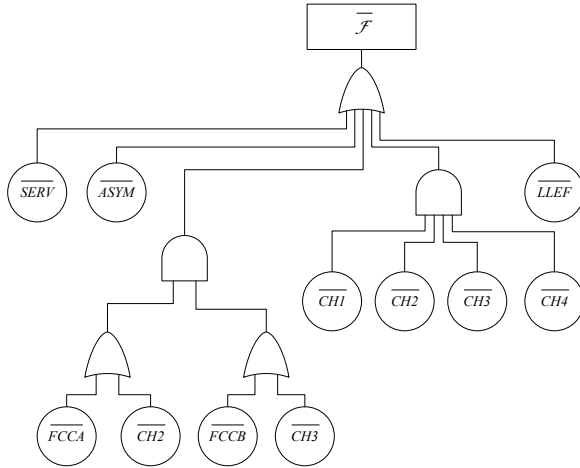 F̅
S̅E̅R̅V̅ A̅S̅Y̅M̅ L̅L̅E̅F̅
C̅H̅1̅ C̅H̅2̅ C̅H̅3̅ C̅H̅4̅
F̅C̅C̅A̅ C̅H̅2̅ F̅C̅C̅B̅ C̅H̅3̅